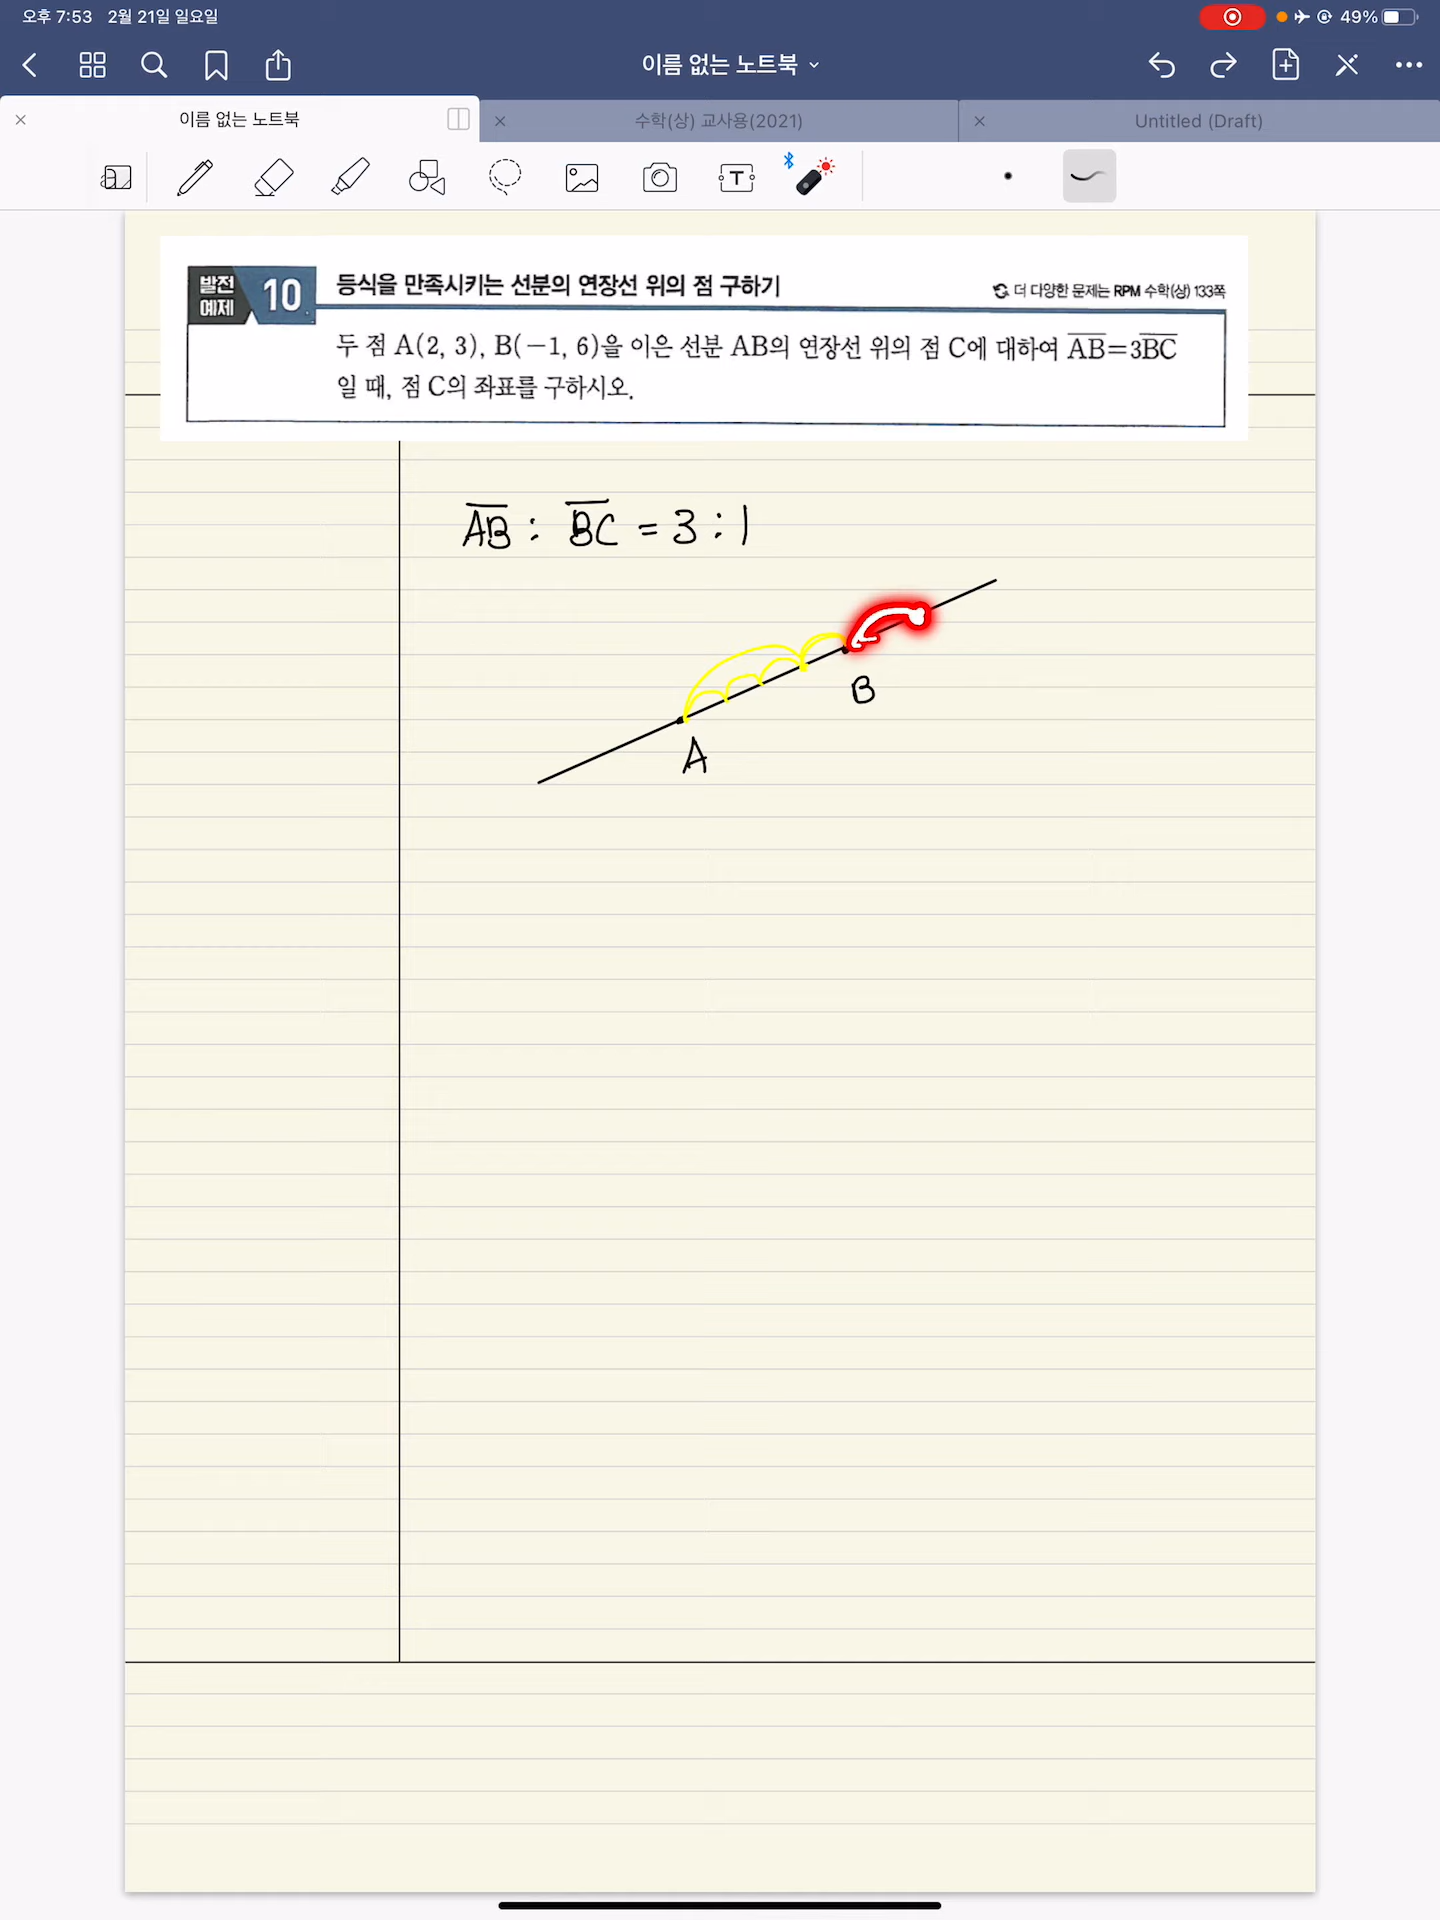 오후 7:53 2월 21일 일요일 49%
이름 없는 노트북
이름 없는 노트북 수학(상) 교사용(2021) Untitled (Draft)
T
발전 예제 10 등식을 만족시키는 선분의 연장선 위의 점 구하기 더 다양한 문제는 RPM 수학(상) 133쪽
두 점 A(2, 3), B(-1, 6)을 이은 선분 AB의 연장선 위의 점 C에 대하여 A̅B̅=3B̅C̅
일 때, 점 C의 좌표를 구하시오.
A̅B̅ : B̅C̅ = 3 : 1
B
A